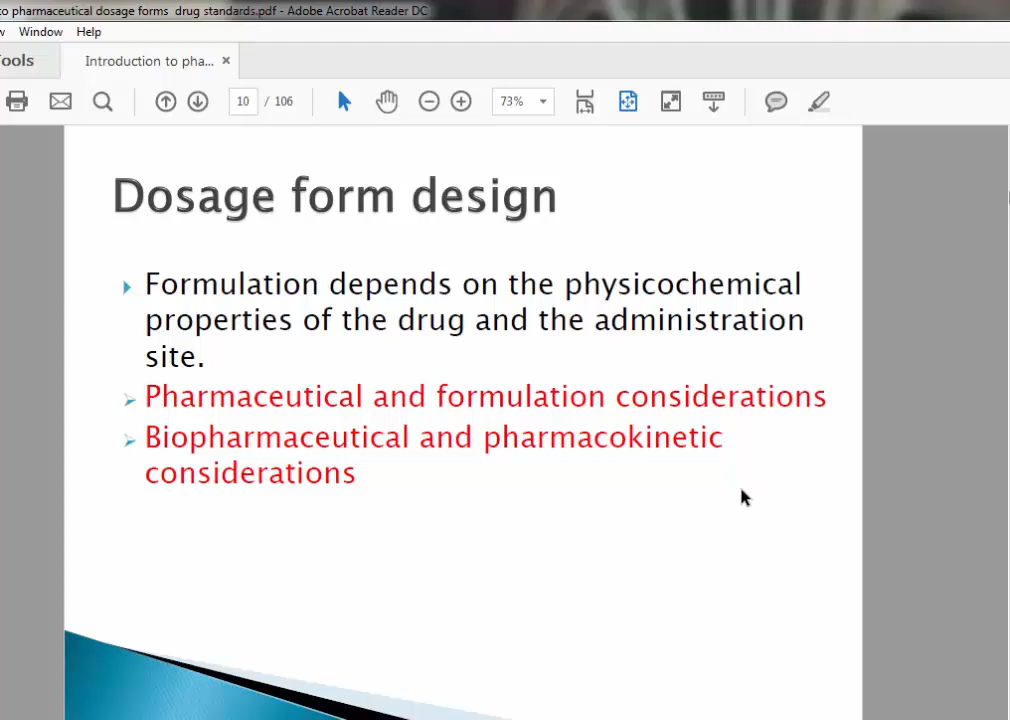 to pharmaceutical dosage forms drug standards.pdf - Adobe Acrobat Reader DC
w Window Help
Tools Introduction to pha... ×
10 / 106 73%
Dosage form design
Formulation depends on the physicochemical
properties of the drug and the administration
site.
Pharmaceutical and formulation considerations
Biopharmaceutical and pharmacokinetic
considerations